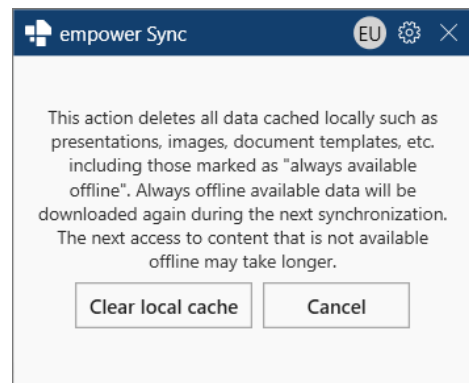 empower Sync EU
This action deletes all data cached locally such as
presentations, images, document templates, etc.
including those marked as "always available
offline". Always offline available data will be
downloaded again during the next synchronization.
The next access to content that is not available
offline may take longer.
Clear local cache Cancel